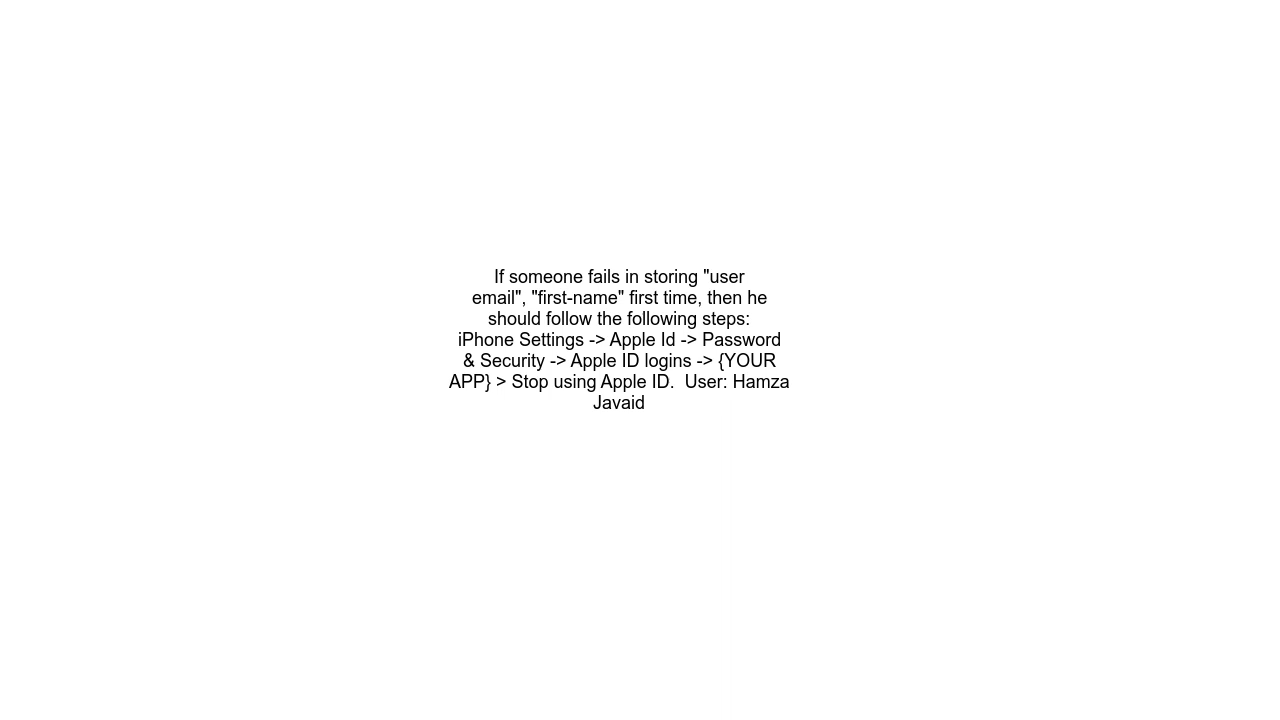 If someone fails in storing "user
email", "first-name" first time, then he
should follow the following steps:
iPhone Settings -> Apple Id -> Password
& Security -> Apple ID logins -> {YOUR
APP} > Stop using Apple ID.  User: Hamza
Javaid